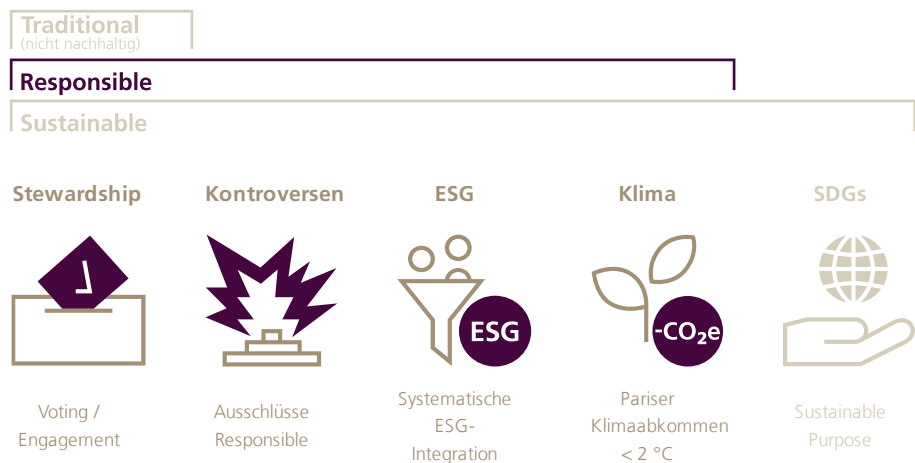 Traditional
(nicht nachhaltig)
Responsible
Sustainable
Stewardship Kontroversen ESG Klima SDGs
ESG -CO₂e
Voting /
Engagement
Ausschlüsse
Responsible
Systematische
ESG-
Integration
Pariser
Klimaabkommen
< 2 °C
Sustainable
Purpose